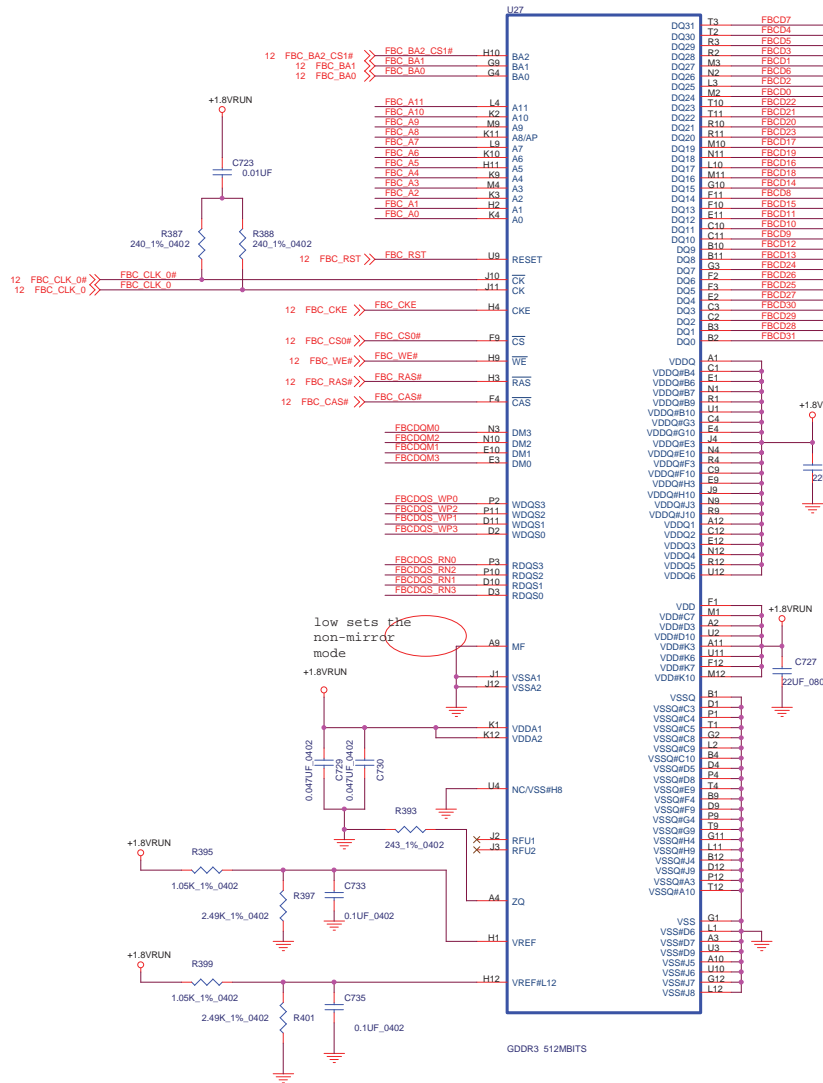 U27
12 FBC_BA2_CS1# FBC_BA2_CS1# H10 BA2
12 FBC_BA1 FBC_BA1 G9 BA1
12 FBC_BA0 FBC_BA0 G4 BA0
FBC_A11 L4 A11
FBC_A10 K2 A10
FBC_A9 M9 A9
FBC_A8 K11 A8/AP
FBC_A7 L9 A7
FBC_A6 K10 A6
FBC_A5 H11 A5
FBC_A4 K9 A4
FBC_A3 M4 A3
FBC_A2 K3 A2
FBC_A1 H2 A1
FBC_A0 K4 A0
+1.8VRUN
C723
0.01UF
R387
240_1%_0402
R388
240_1%_0402
12 FBC_RST FBC_RST U9 RESET
12 FBC_CLK_0# FBC_CLK_0# J10 CK
12 FBC_CLK_0 FBC_CLK_0 J11 CK
12 FBC_CKE FBC_CKE H4 CKE
12 FBC_CS0# FBC_CS0# F9 CS
12 FBC_WE# FBC_WE# H9 WE
12 FBC_RAS# FBC_RAS# H3 RAS
12 FBC_CAS# FBC_CAS# F4 CAS
FBCDQM0 N3 DM3
FBCDQM2 N10 DM2
FBCDQM1 E10 DM1
FBCDQM3 E3 DM0
FBCDQS_WP0 P2 WDQS3
FBCDQS_WP2 P11 WDQS2
FBCDQS_WP1 D11 WDQS1
FBCDQS_WP3 D2 WDQS0
FBCDQS_RN0 P3 RDQS3
FBCDQS_RN2 P10 RDQS2
FBCDQS_RN1 D10 RDQS1
FBCDQS_RN3 D3 RDQS0
low sets the
non-mirror
mode
A9 MF
J1 VSSA1
J12 VSSA2
+1.8VRUN
K1 VDDA1
K12 VDDA2
0.047UF_0402
C729
0.047UF_0402
C730
U4 NC/VSS#H8
R393
243_1%_0402
J2 RFU1
J3 RFU2
A4 ZQ
+1.8VRUN
R395
1.05K_1%_0402
R397
2.49K_1%_0402
C733
0.1UF_0402
H1 VREF
+1.8VRUN
R399
1.05K_1%_0402
2.49K_1%_0402
R401
C735
0.1UF_0402
H12 VREF#L12
DQ31 T3 FBCD7
DQ30 T2 FBCD4
DQ29 R3 FBCD5
DQ28 R2 FBCD3
DQ27 M3 FBCD1
DQ26 N2 FBCD6
DQ25 L3 FBCD2
DQ24 M2 FBCD0
DQ23 T10 FBCD22
DQ22 T11 FBCD21
DQ21 R10 FBCD20
DQ20 R11 FBCD23
DQ19 M10 FBCD17
DQ18 N11 FBCD19
DQ17 L10 FBCD16
DQ16 M11 FBCD18
DQ15 G10 FBCD14
DQ14 F11 FBCD8
DQ13 F10 FBCD15
DQ12 E11 FBCD11
DQ11 C10 FBCD10
DQ10 C11 FBCD9
DQ9 B10 FBCD12
DQ8 B11 FBCD13
DQ7 G3 FBCD24
DQ6 F2 FBCD26
DQ5 F3 FBCD25
DQ4 E2 FBCD27
DQ3 C3 FBCD30
DQ2 C2 FBCD29
DQ1 B3 FBCD28
DQ0 B2 FBCD31
VDDQ A1
VDDQ#B4 C1
VDDQ#B6 E1
VDDQ#B7 N1
VDDQ#B9 R1
VDDQ#B10 U1
VDDQ#G3 C4
VDDQ#G10 E4
VDDQ#E3 J4
VDDQ#E10 N4
VDDQ#F3 R4
VDDQ#F10 C9
VDDQ#H3 E9
VDDQ#H10 J9
VDDQ#J3 N9
VDDQ#J10 R9
VDDQ1 A12
VDDQ2 C12
VDDQ3 E12
VDDQ4 N12
VDDQ5 R12
VDDQ6 U12
+1.8V
22
VDD F1
VDD#C7 M1
VDD#D3 A2
VDD#D10 U2
VDD#K3 A11
VDD#K6 U11
VDD#K7 F12
VDD#K10 M12
+1.8VRUN
C727
22UF_080
VSSQ B1
VSSQ#C3 D1
VSSQ#C4 P1
VSSQ#C5 T1
VSSQ#C8 G2
VSSQ#C9 L2
VSSQ#C10 B4
VSSQ#D5 D4
VSSQ#D8 P4
VSSQ#E9 T4
VSSQ#F4 B9
VSSQ#F9 D9
VSSQ#G4 P9
VSSQ#G9 T9
VSSQ#H4 G11
VSSQ#H9 L11
VSSQ#J4 B12
VSSQ#J9 D12
VSSQ#A3 P12
VSSQ#A10 T12
VSS G1
VSS#D6 L1
VSS#D7 A3
VSS#D9 U3
VSS#J5 A10
VSS#J6 U10
VSS#J7 G12
VSS#J8 L12
GDDR3 512MBITS